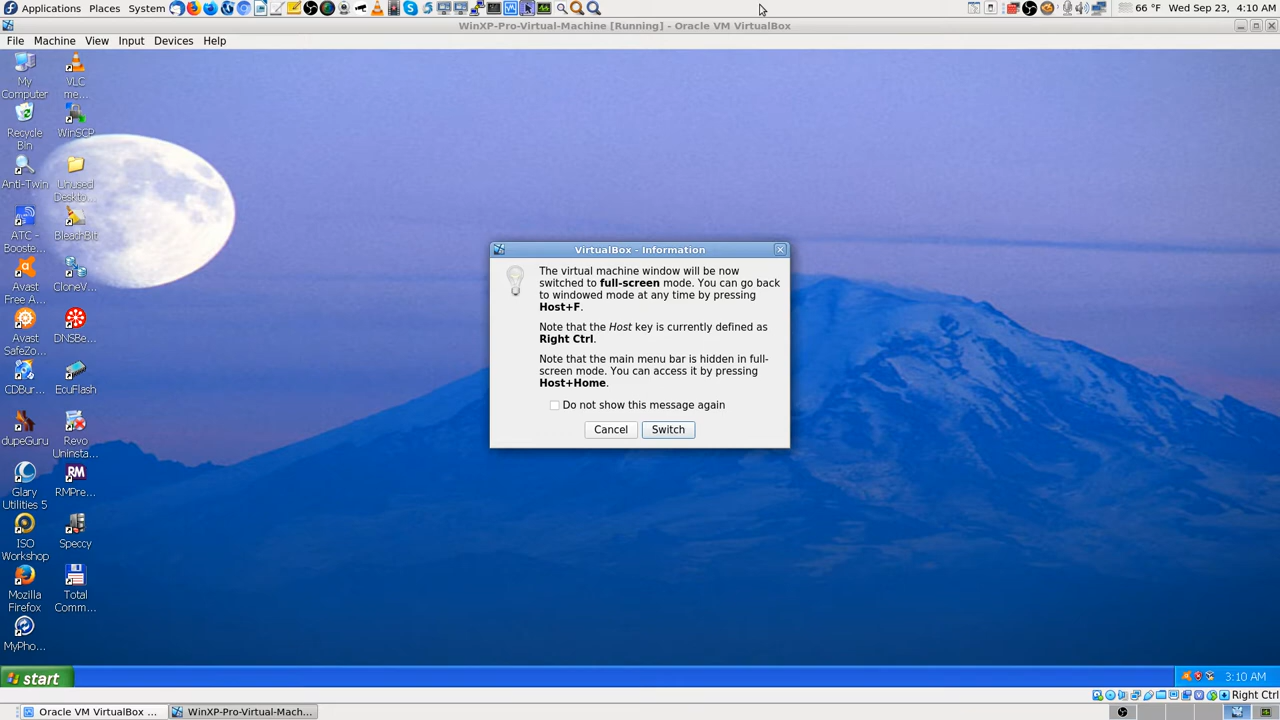 Applications Places System 66 °F Wed Sep 23, 4:10 AM
WinXP-Pro-Virtual-Machine [Running] - Oracle VM VirtualBox
File Machine View Input Devices Help
My Computer
VLC me...
Recycle Bin
WinSCP
Anti-Twin
Unused Deskto...
ATC - Booste...
BleachBit
Avast Free A...
CloneV...
Avast SafeZo...
DNSBe...
CDBur...
EcuFlash
dupeGuru
Revo Uninsta...
Glary Utilities 5
RM
RMPre...
ISO Workshop
Speccy
Mozilla Firefox
Total Comm...
MyPho...
VirtualBox - Information
The virtual machine window will be now
switched to full-screen mode. You can go back
to windowed mode at any time by pressing
Host+F.
Note that the Host key is currently defined as
Right Ctrl.
Note that the main menu bar is hidden in full-
screen mode. You can access it by pressing
Host+Home.
Do not show this message again
Cancel Switch
start 3:10 AM
Right Ctrl
Oracle VM VirtualBox ... WinXP-Pro-Virtual-Mach...